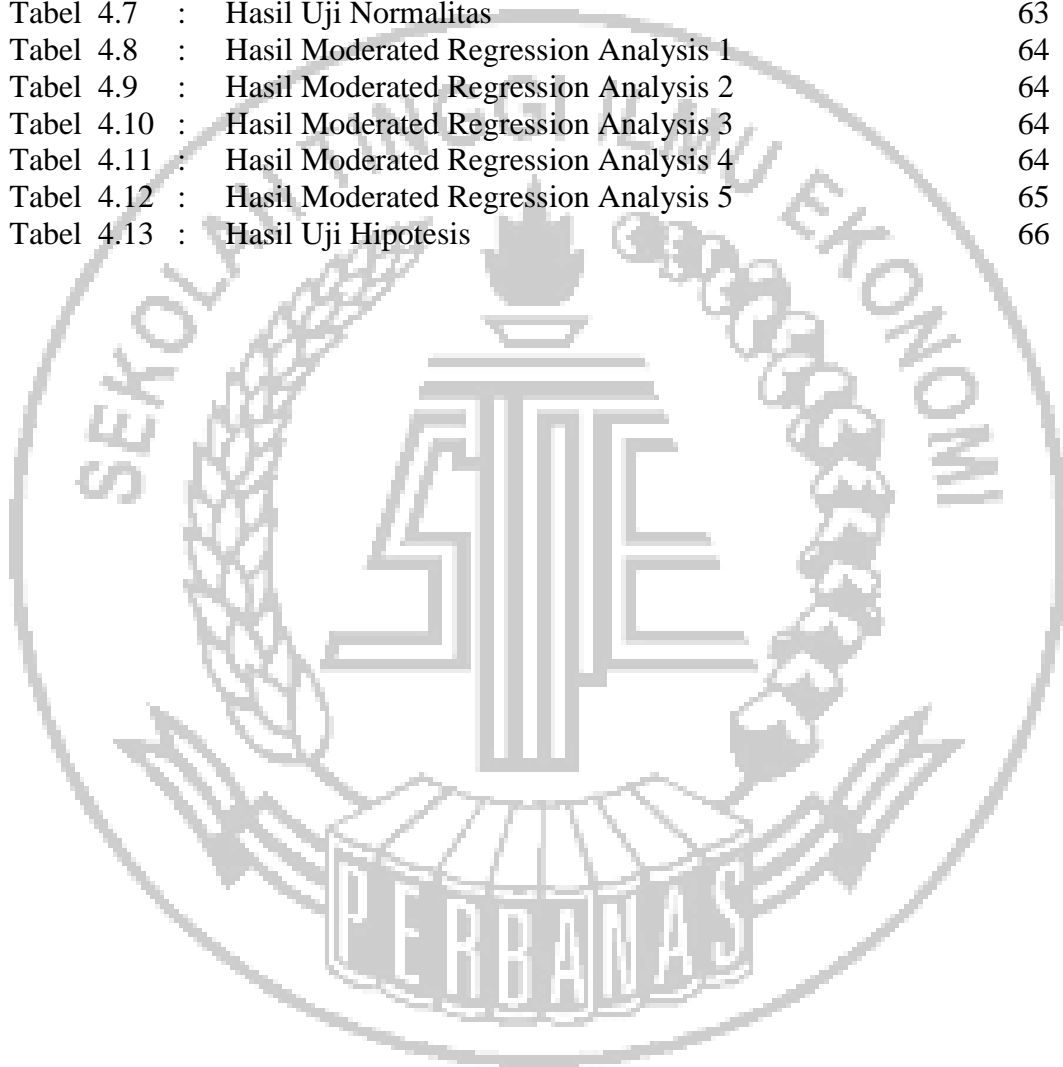 Tabel 4.7 : Hasil Uji Normalitas 63
Tabel 4.8 : Hasil Moderated Regression Analysis 1 64
Tabel 4.9 : Hasil Moderated Regression Analysis 2 64
Tabel 4.10 : Hasil Moderated Regression Analysis 3 64
Tabel 4.11 : Hasil Moderated Regression Analysis 4 64
Tabel 4.12 : Hasil Moderated Regression Analysis 5 65
Tabel 4.13 : Hasil Uji Hipotesis 66
SEKOLAH TINGGI ILMU EKONOMI
STIE
PERBANAS